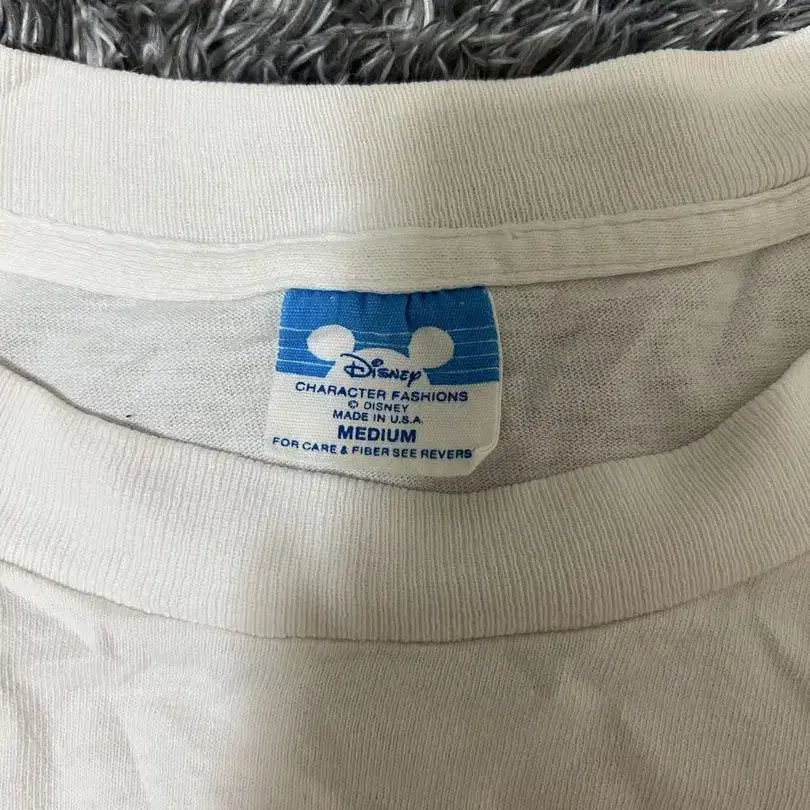 Disney
CHARACTER FASHIONS
© DISNEY
MADE IN U.S.A.
MEDIUM
FOR CARE & FIBER SEE REVERS